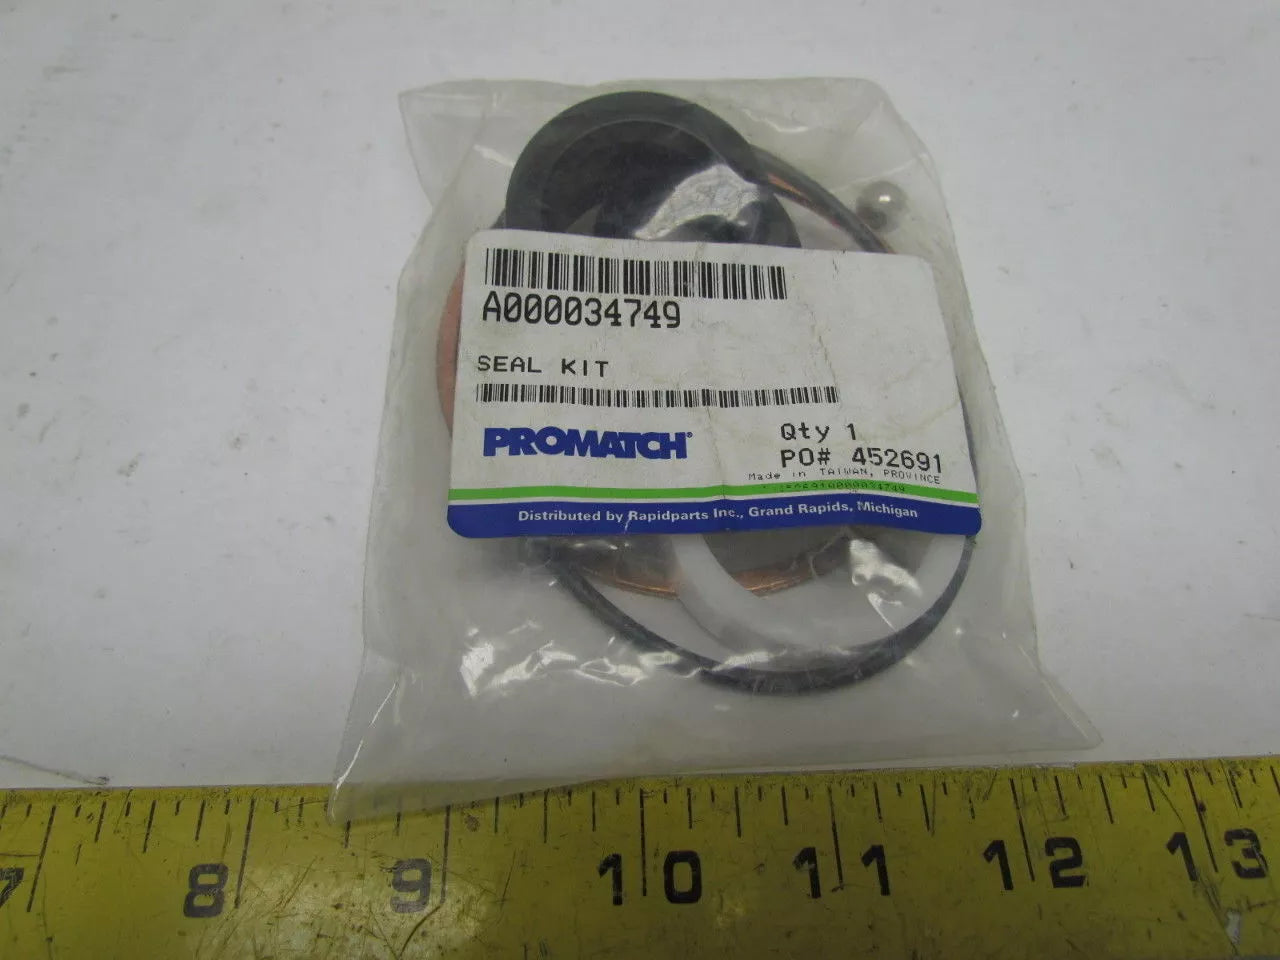 A000034749
SEAL KIT
PROMATCH®
Qty 1
PO# 452691
Made in TAIWAN, PROVINCE
Distributed by Rapidparts Inc., Grand Rapids, Michigan
7 8 9 10 11 12 13